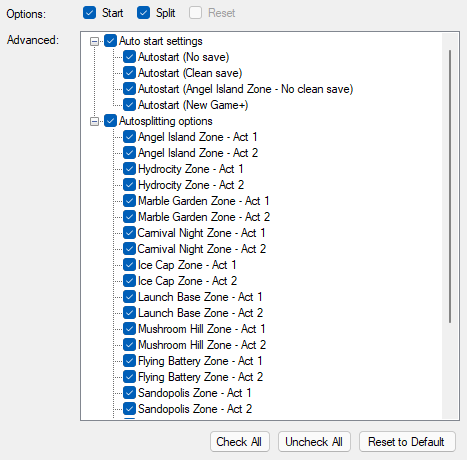 Options: Start Split Reset
Advanced:
Auto start settings
Autostart (No save)
Autostart (Clean save)
Autostart (Angel Island Zone - No clean save)
Autostart (New Game+)
Autosplitting options
Angel Island Zone - Act 1
Angel Island Zone - Act 2
Hydrocity Zone - Act 1
Hydrocity Zone - Act 2
Marble Garden Zone - Act 1
Marble Garden Zone - Act 2
Carnival Night Zone - Act 1
Carnival Night Zone - Act 2
Ice Cap Zone - Act 1
Ice Cap Zone - Act 2
Launch Base Zone - Act 1
Launch Base Zone - Act 2
Mushroom Hill Zone - Act 1
Mushroom Hill Zone - Act 2
Flying Battery Zone - Act 1
Flying Battery Zone - Act 2
Sandopolis Zone - Act 1
Sandopolis Zone - Act 2
Check All Uncheck All Reset to Default